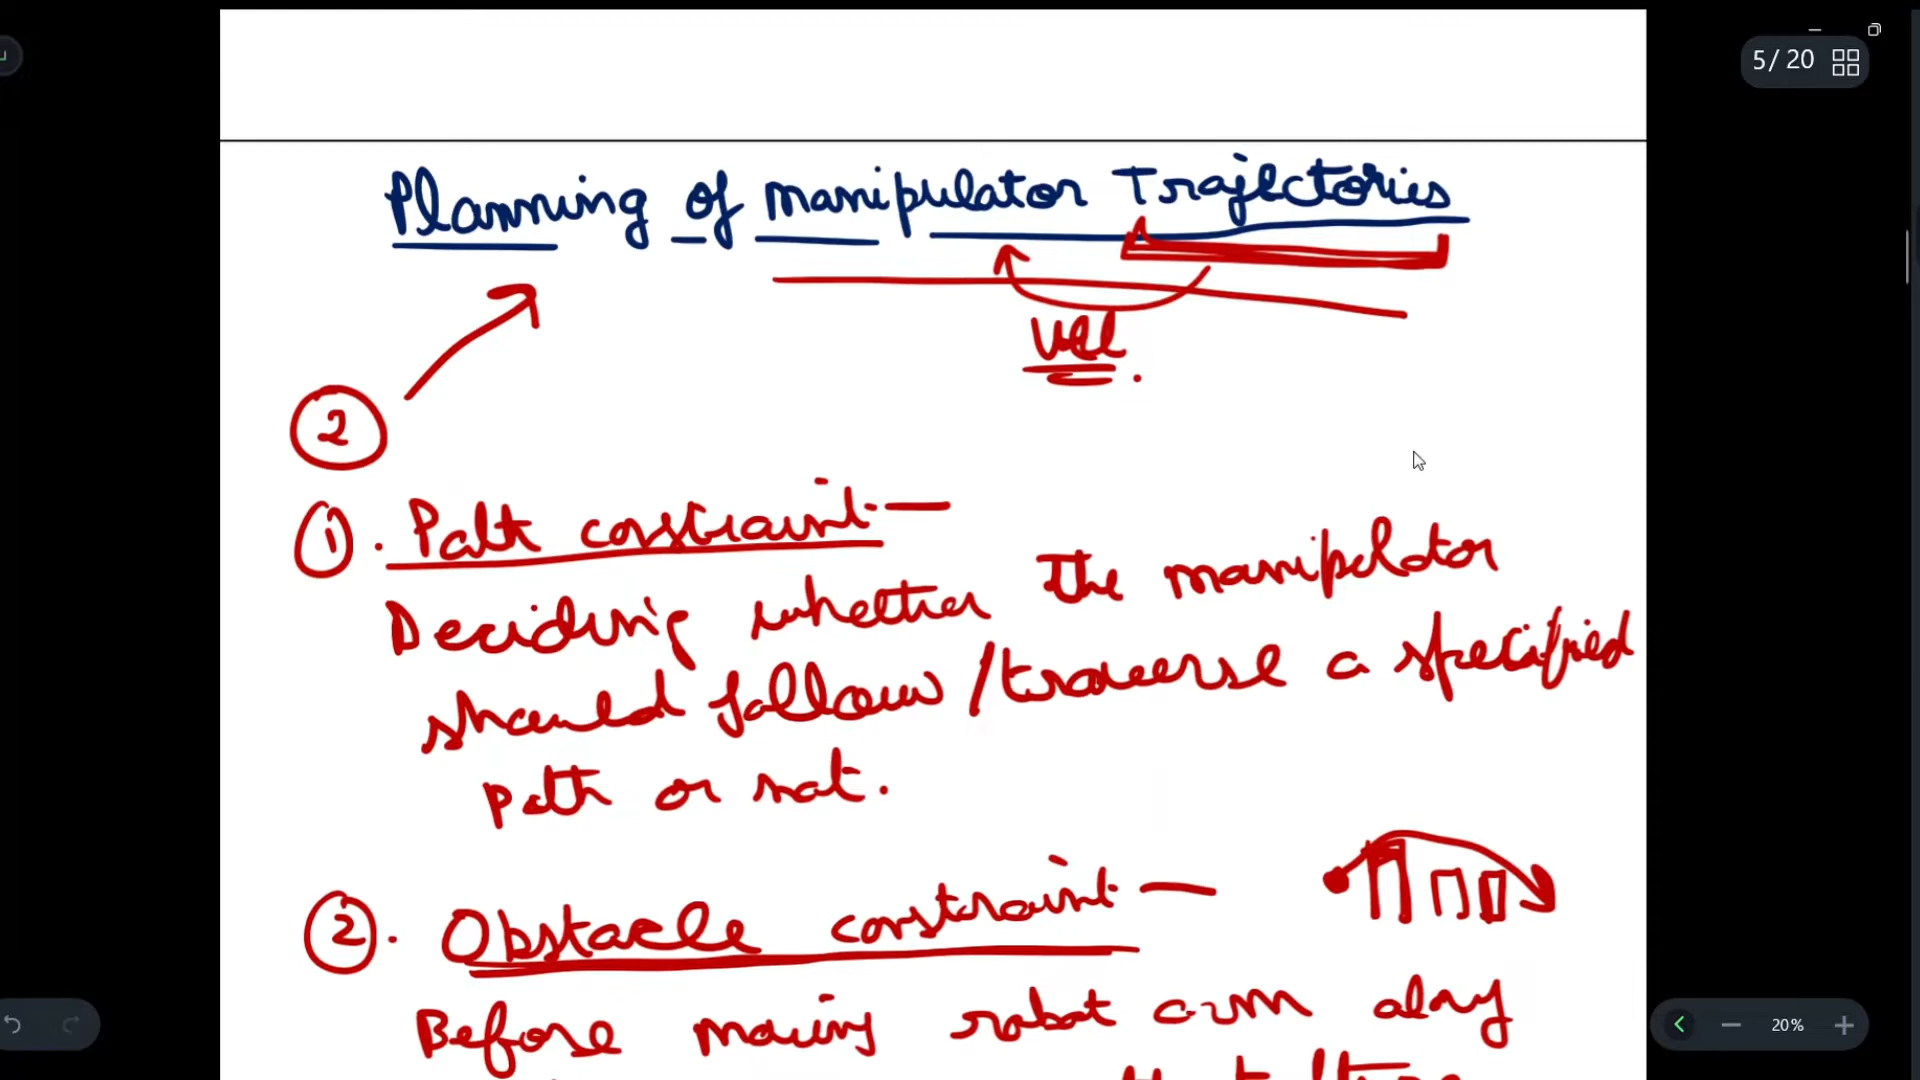 5/ 20
Planning of manipulator Trajectories
vel.
2
1. Path constraint -
Deciding whether the manipulator
should follow/traverse a specified
path or not.
2. Obstacle constraint -
Before moving robot arm along
20%